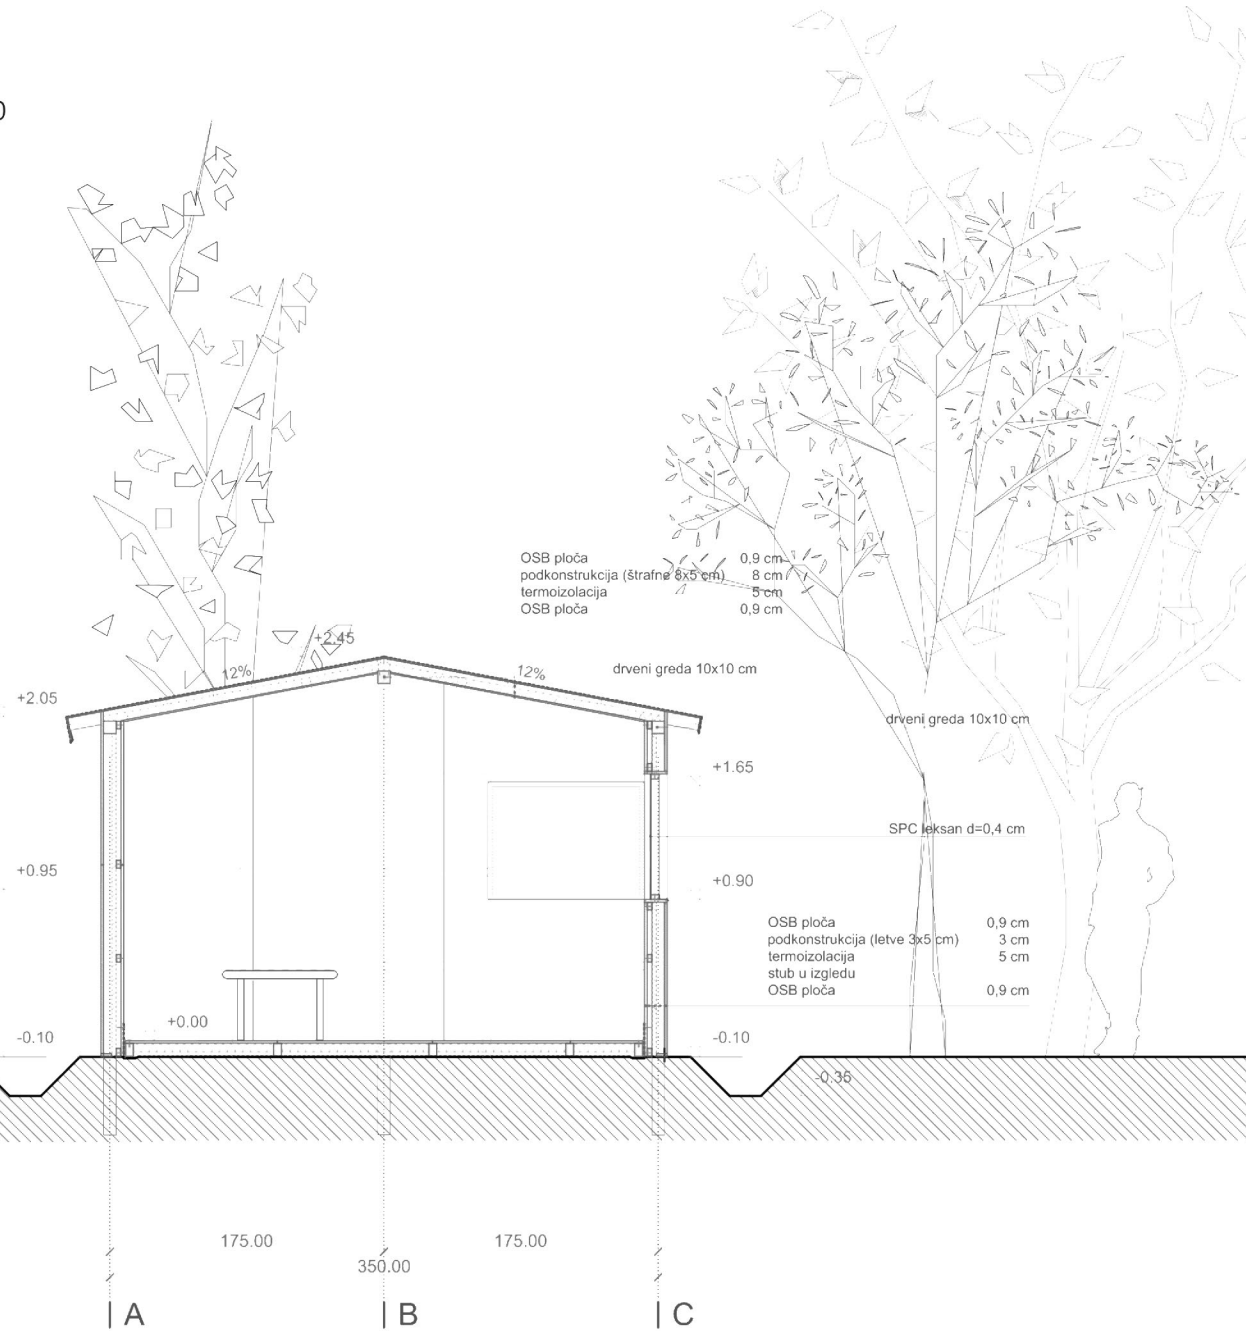 0
OSB ploča 0,9 cm
podkonstrukcija (štrafne 8x5 cm) 8 cm
termoizolacija 5 cm
OSB ploča 0,9 cm
+2.45
12% 12%
drveni greda 10x10 cm
+2.05
drveni greda 10x10 cm
+1.65
SPC leksan d=0,4 cm
+0.95
+0.90
OSB ploča 0,9 cm
podkonstrukcija (letve 3x5 cm) 3 cm
termoizolacija 5 cm
stub u izgledu
OSB ploča 0,9 cm
+0.00
-0.10 -0.10
-0.35
175.00 175.00
350.00
A B C